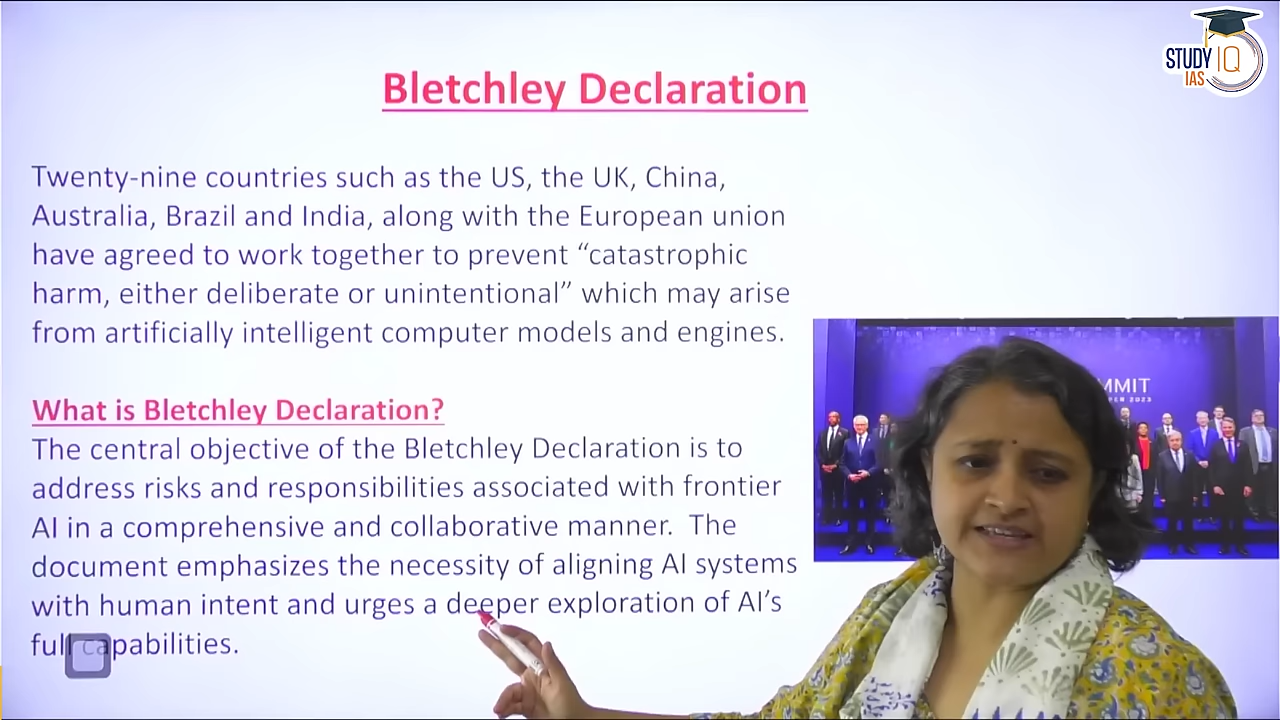 STUDY IQ
IAS
Bletchley Declaration
Twenty-nine countries such as the US, the UK, China,
Australia, Brazil and India, along with the European union
have agreed to work together to prevent “catastrophic
harm, either deliberate or unintentional” which may arise
from artificially intelligent computer models and engines.
What is Bletchley Declaration?
The central objective of the Bletchley Declaration is to
address risks and responsibilities associated with frontier
AI in a comprehensive and collaborative manner. The
document emphasizes the necessity of aligning AI systems
with human intent and urges a deeper exploration of AI’s
full capabilities.
2023